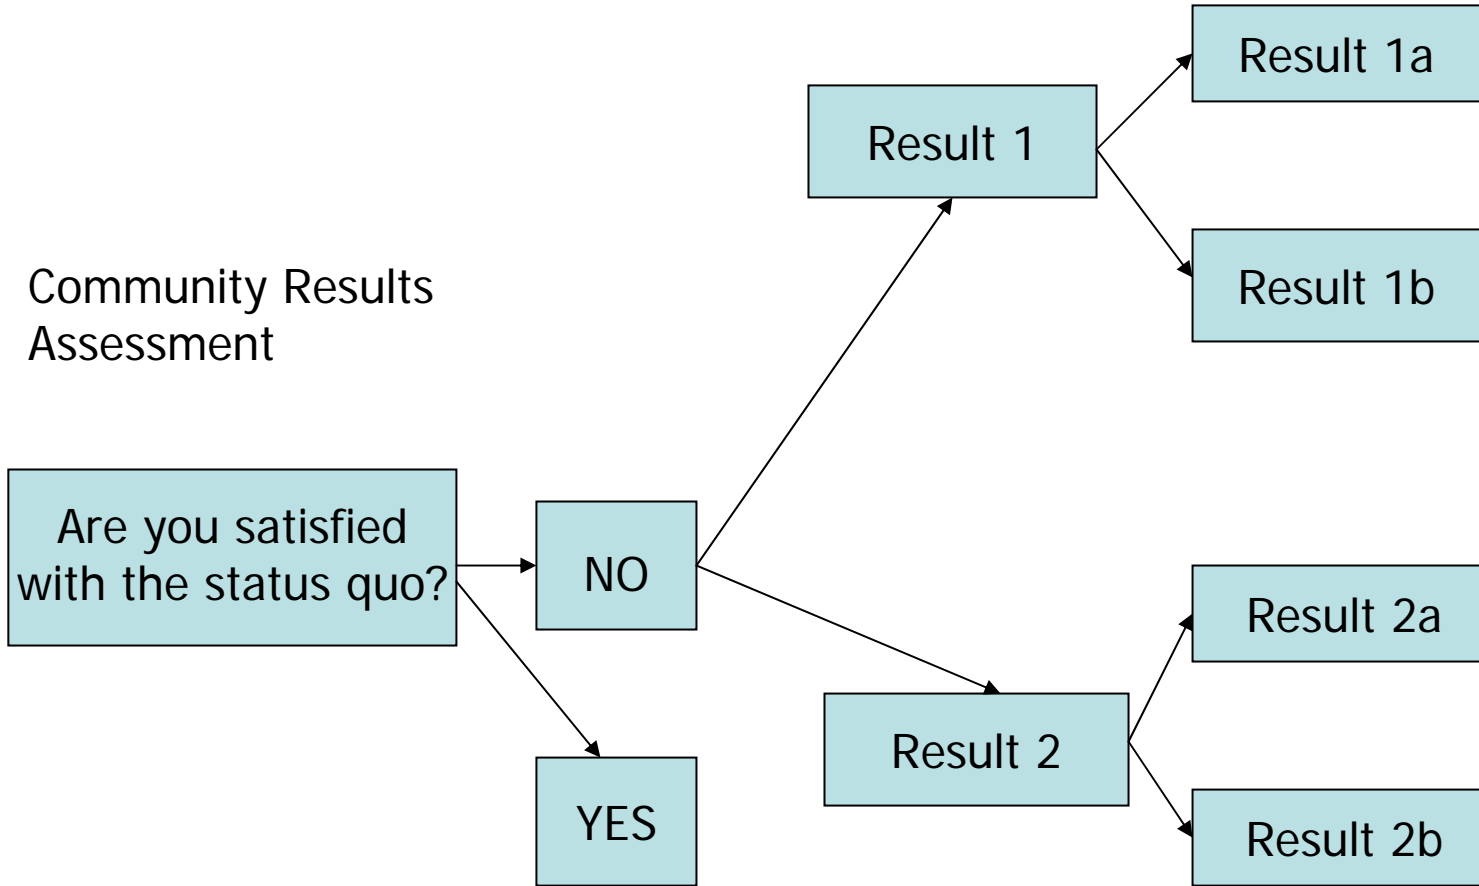 Community Results
Assessment
Are you satisfied
with the status quo?
NO
YES
Result 1
Result 1a
Result 1b
Result 2
Result 2a
Result 2b